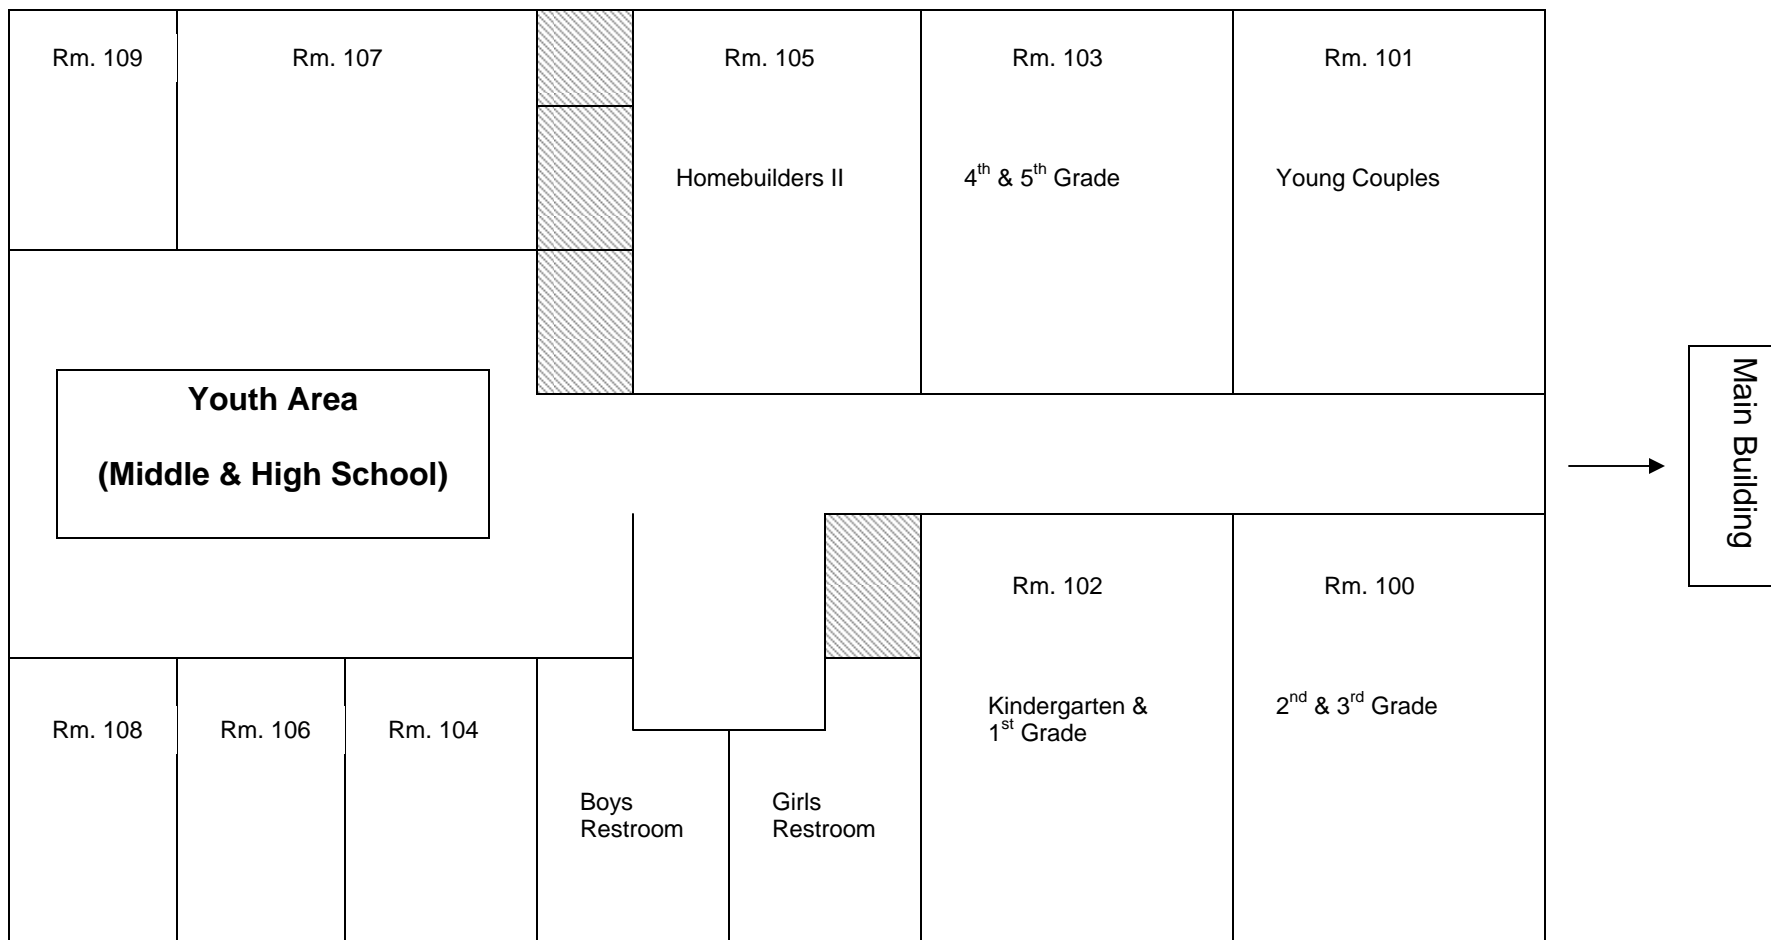 Rm. 109
Rm. 107
Rm. 105
Rm. 103
Rm. 101
Homebuilders II
4th & 5th Grade
Young Couples
Youth Area
(Middle & High School)
Main Building
Rm. 102
Rm. 100
Kindergarten &
1st Grade
2nd & 3rd Grade
Rm. 108
Rm. 106
Rm. 104
Boys
Restroom
Girls
Restroom